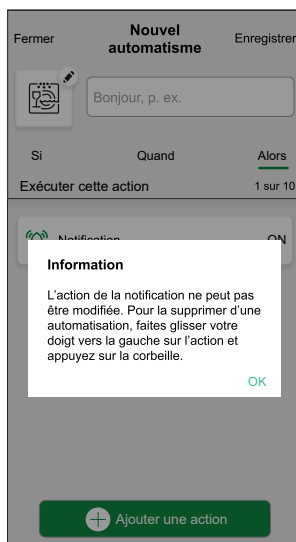 Fermer
Nouvel
automatisme
Enregistrer
Bonjour, p. ex.
Si
Quand
Alors
Exécuter cette action
1 sur 10
Notification
ON
Information
L’action de la notification ne peut pas
être modifiée. Pour la supprimer d’une
automatisation, faites glisser votre
doigt vers la gauche sur l’action et
appuyez sur la corbeille.
OK
Ajouter une action